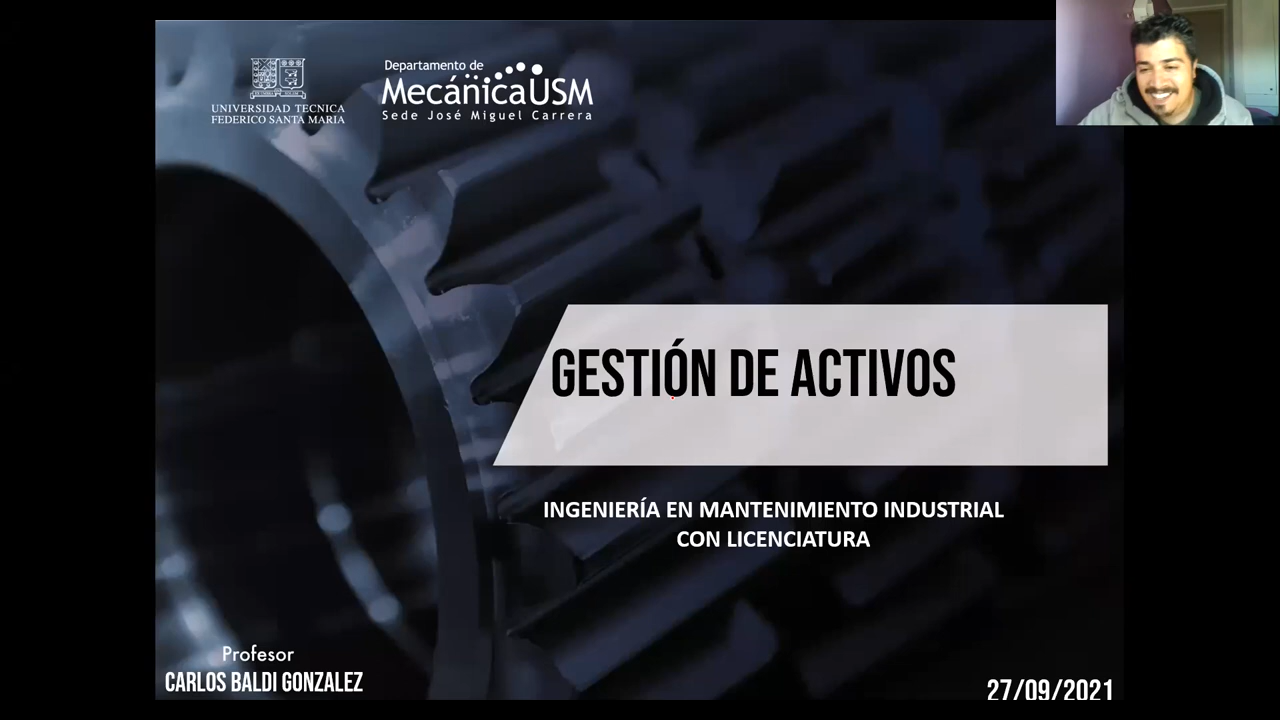 UNIVERSIDAD TECNICA
FEDERICO SANTA MARIA
Departamento de
MecánicaUSM
Sede José Miguel Carrera
GESTIÓN DE ACTIVOS
INGENIERÍA EN MANTENIMIENTO INDUSTRIAL
CON LICENCIATURA
Profesor
CARLOS BALDI GONZALEZ
27/09/2021